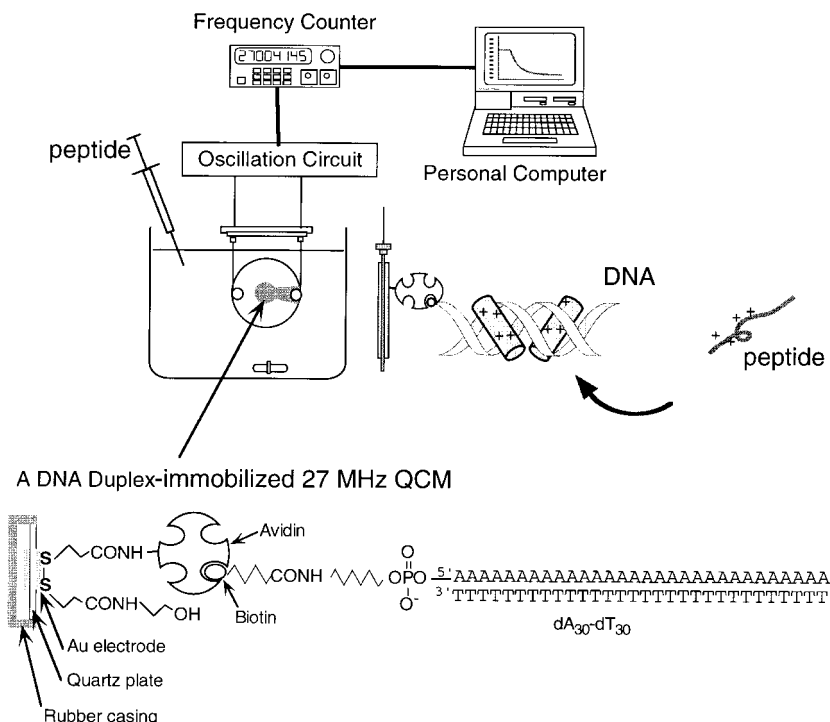 Frequency Counter
27004145
peptide
Oscillation Circuit
Personal Computer
DNA
+ + + + + +
+ + + +
peptide
A DNA Duplex-immobilized 27 MHz QCM
S
CONH
Avidin
S
CONH
OH
Biotin
CONH
O
OPO
O-
5' AAAAAAAAAAAAAAAAAAAAAAAAAAAAAA
3' TTTTTTTTTTTTTTTTTTTTTTTTTTTTTT
dA30-dT30
Au electrode
Quartz plate
Rubber casing